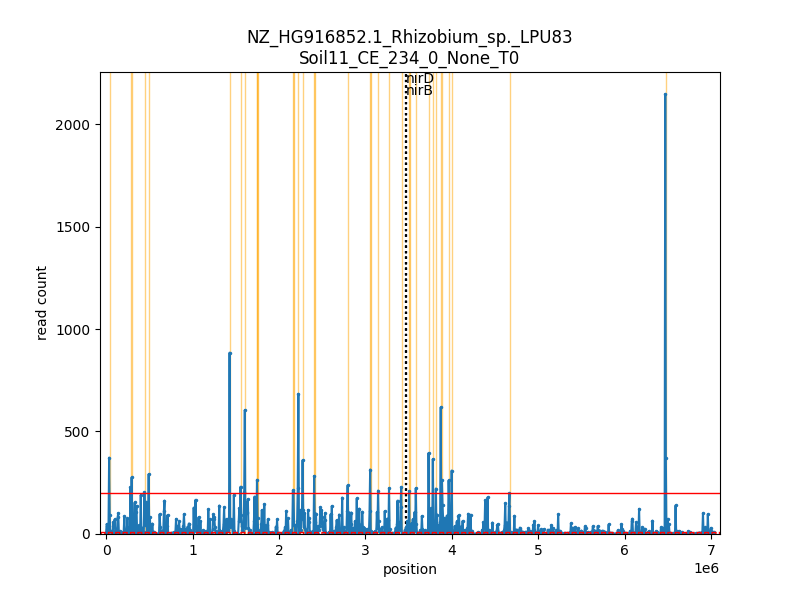 NZ_HG916852.1_Rhizobium_sp._LPU83
Soil11_CE_234_0_None_T0
nirD
nirB
2000
1500
1000
500
0
read count
0 1 2 3 4 5 6 7
1e6
position